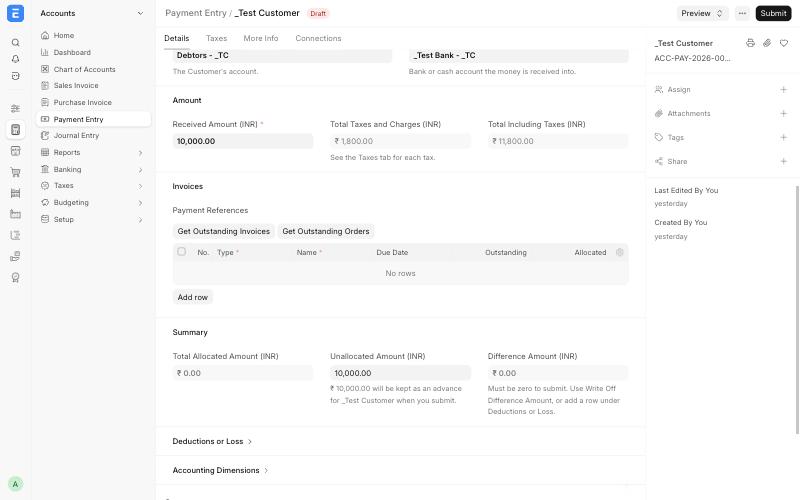 Accounts
Home
Dashboard
Chart of Accounts
Sales Invoice
Purchase Invoice
Payment Entry
Journal Entry
Reports
Banking
Taxes
Budgeting
Setup
A
Payment Entry / _Test Customer Draft
Preview
Submit
Details Taxes More Info Connections
Debtors - _TC
The Customer's account.
_Test Bank - _TC
Bank or cash account the money is received into.
Amount
Received Amount (INR) *
10,000.00
Total Taxes and Charges (INR)
₹ 1,800.00
See the Taxes tab for each tax.
Total Including Taxes (INR)
₹ 11,800.00
Invoices
Payment References
Get Outstanding Invoices Get Outstanding Orders
No. Type * Name * Due Date Outstanding Allocated
No rows
Add row
Summary
Total Allocated Amount (INR)
₹ 0.00
Unallocated Amount (INR)
10,000.00
₹ 10,000.00 will be kept as an advance
for _Test Customer when you submit.
Difference Amount (INR)
₹ 0.00
Must be zero to submit. Use Write Off
Difference Amount, or add a row under
Deductions or Loss.
Deductions or Loss
Accounting Dimensions
_Test Customer
ACC-PAY-2026-00...
Assign
Attachments
Tags
Share
Last Edited By You
yesterday
Created By You
yesterday